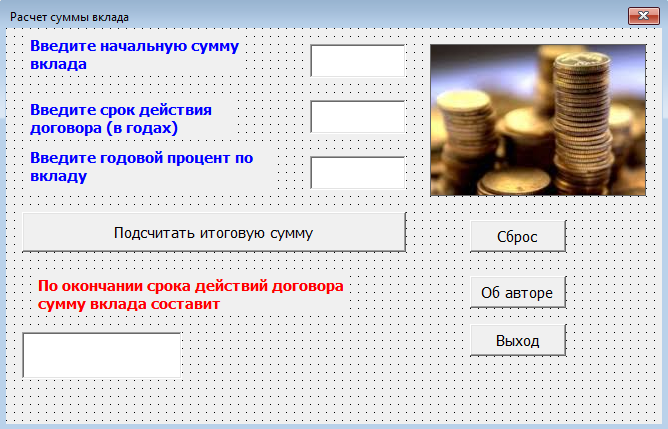 Расчет суммы вклада
Введите начальную сумму
вклада
Введите срок действия
договора (в годах)
Введите годовой процент по
вкладу
Подсчитать итоговую сумму
Сброс
По окончании срока действий договора
сумму вклада составит
Об авторе
Выход